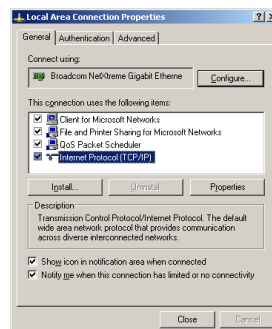 Local Area Connection Properties
General Authentication Advanced
Connect using:
Broadcom NetXtreme Gigabit Etherne
Configure...
This connection uses the following items:
Client for Microsoft Networks
File and Printer Sharing for Microsoft Networks
QoS Packet Scheduler
Internet Protocol (TCP/IP)
Install... Uninstall Properties
Description
Transmission Control Protocol/Internet Protocol. The default
wide area network protocol that provides communication
across diverse interconnected networks.
Show icon in notification area when connected
Notify me when this connection has limited or no connectivity
Close Cancel